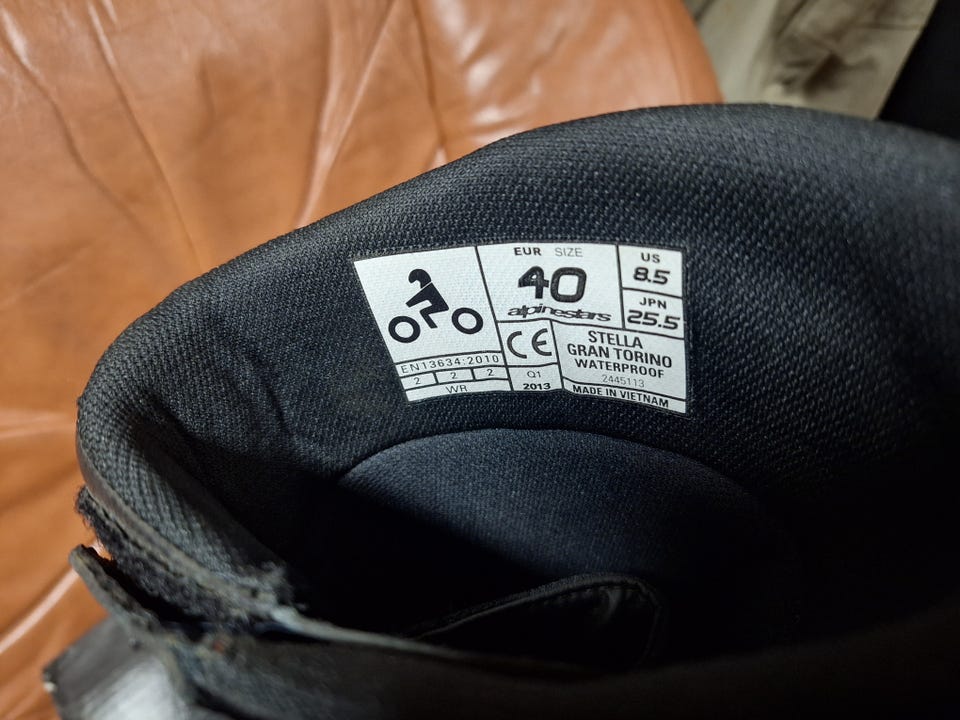 EUR SIZE
40
alpinestars
US
8.5
JPN
25.5
EN13634:2010
2 2 2
WR
CE
Q1
2013
STELLA
GRAN TORINO
WATERPROOF
2445113
MADE IN VIETNAM